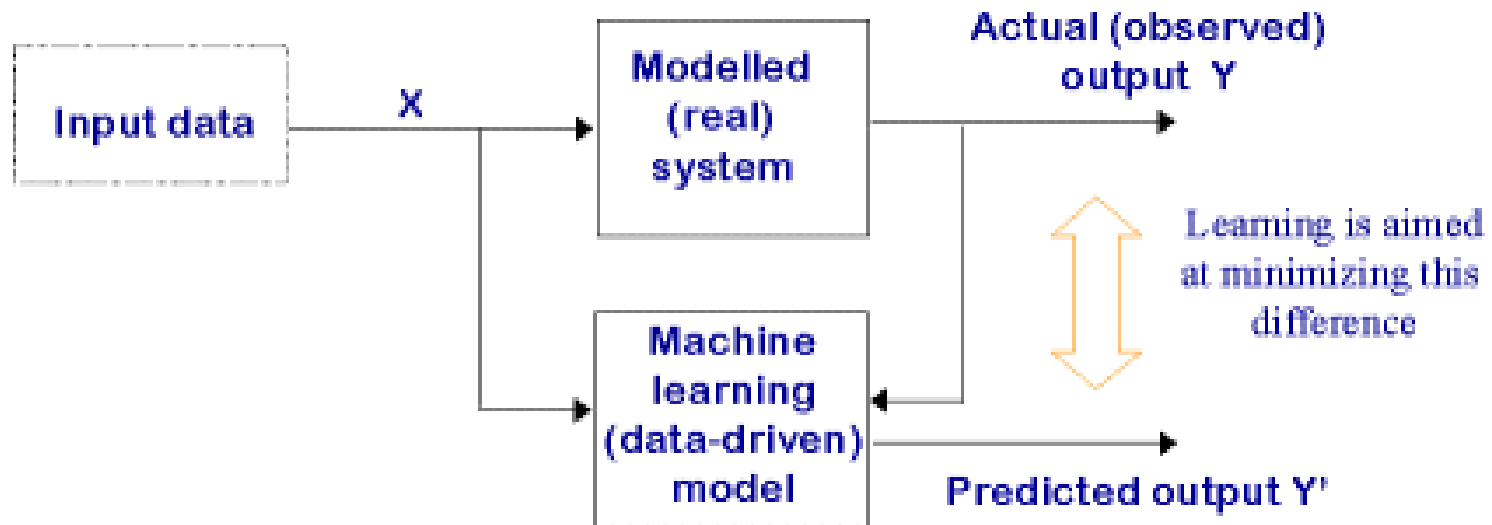 Input data
X
Modelled
(real)
system
Actual (observed)
output Y
Learning is aimed
at minimizing this
difference
Machine
learning
(data-driven)
model
Predicted output Y'